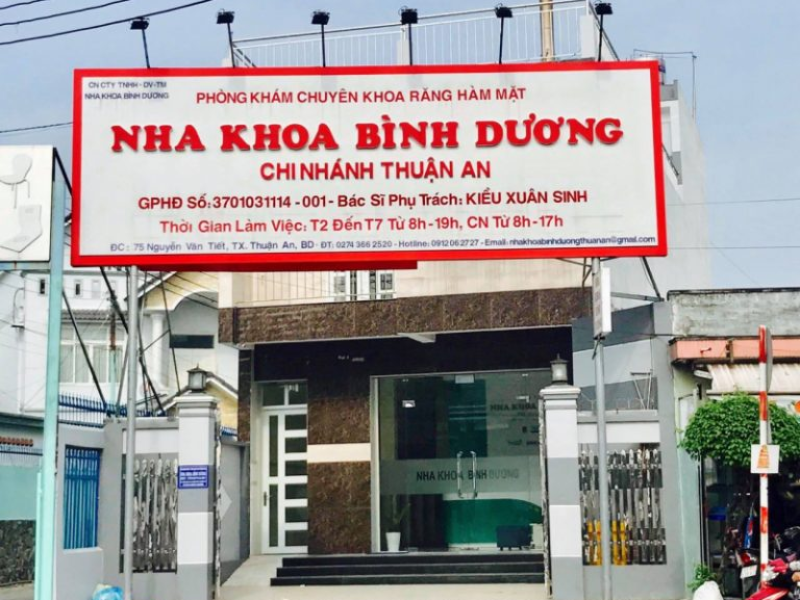 CN CTY TNHH - DV-TM
NHA KHOA BÌNH DƯƠNG
PHÒNG KHÁM CHUYÊN KHOA RĂNG HÀM MẶT
NHA KHOA BÌNH DƯƠNG
CHI NHÁNH THUẬN AN
GPHĐ Số:3701031114 - 001 - Bác Sĩ Phụ Trách: KIỀU XUÂN SINH
Thời Gian Làm Việc: T2 Đến T7 Từ 8h-19h, CN Từ 8h-17h
ĐC : 75 Nguyễn Văn Tiết, TX. Thuận An, BD - ĐT: 0274 366 2520 - Hotline: 0912 06 27 27 - Email: nhakhoabinhduongthuanan@gmail.com
NHA KHOA
NHA KHOA BÌNH DƯƠNG